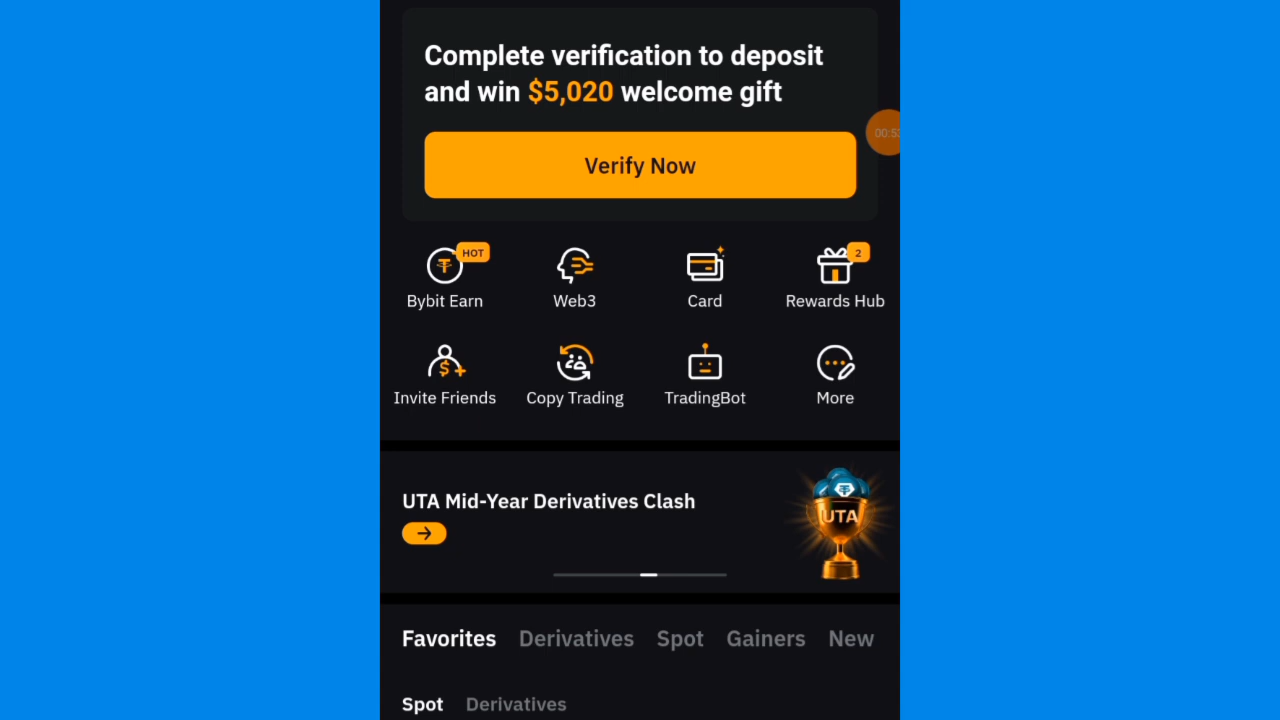 Complete verification to deposit
and win $5,020 welcome gift
Verify Now
HOT
2
Bybit Earn
Web3
Card
Rewards Hub
Invite Friends
Copy Trading
TradingBot
More
UTA Mid-Year Derivatives Clash
UTA
Favorites
Derivatives
Spot
Gainers
New
Spot
Derivatives